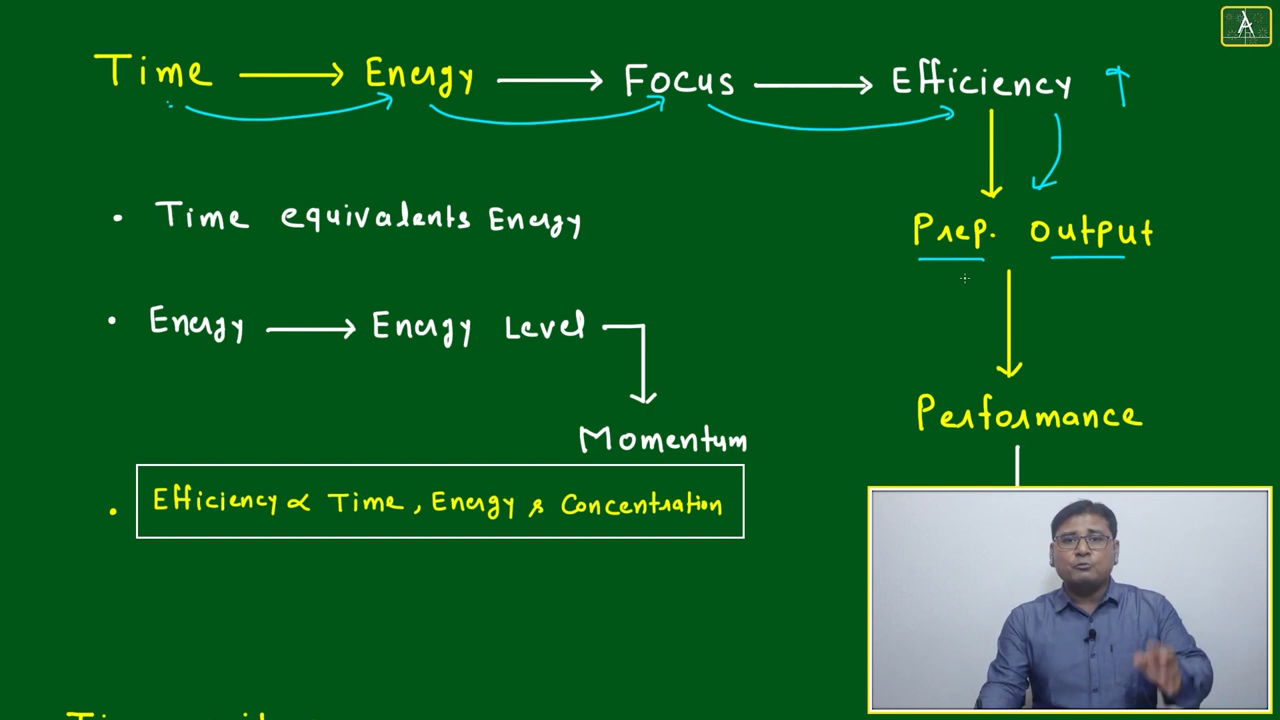 Time → Energy → Focus → Efficiency ↑
Prep. Output
• Time equivalents Energy
• Energy → Energy Level
Performance
Momentum
• Efficiency ∝ Time, Energy & Concentration